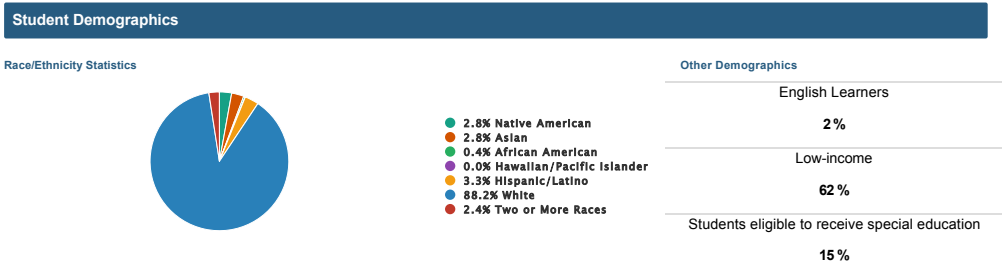 Student Demographics
Race/Ethnicity Statistics
2.8% Native American
2.8% Asian
0.4% African American
0.0% Hawaiian/Pacific Islander
3.3% Hispanic/Latino
88.2% White
2.4% Two or More Races
Other Demographics
English Learners
2%
Low-income
62%
Students eligible to receive special education
15%